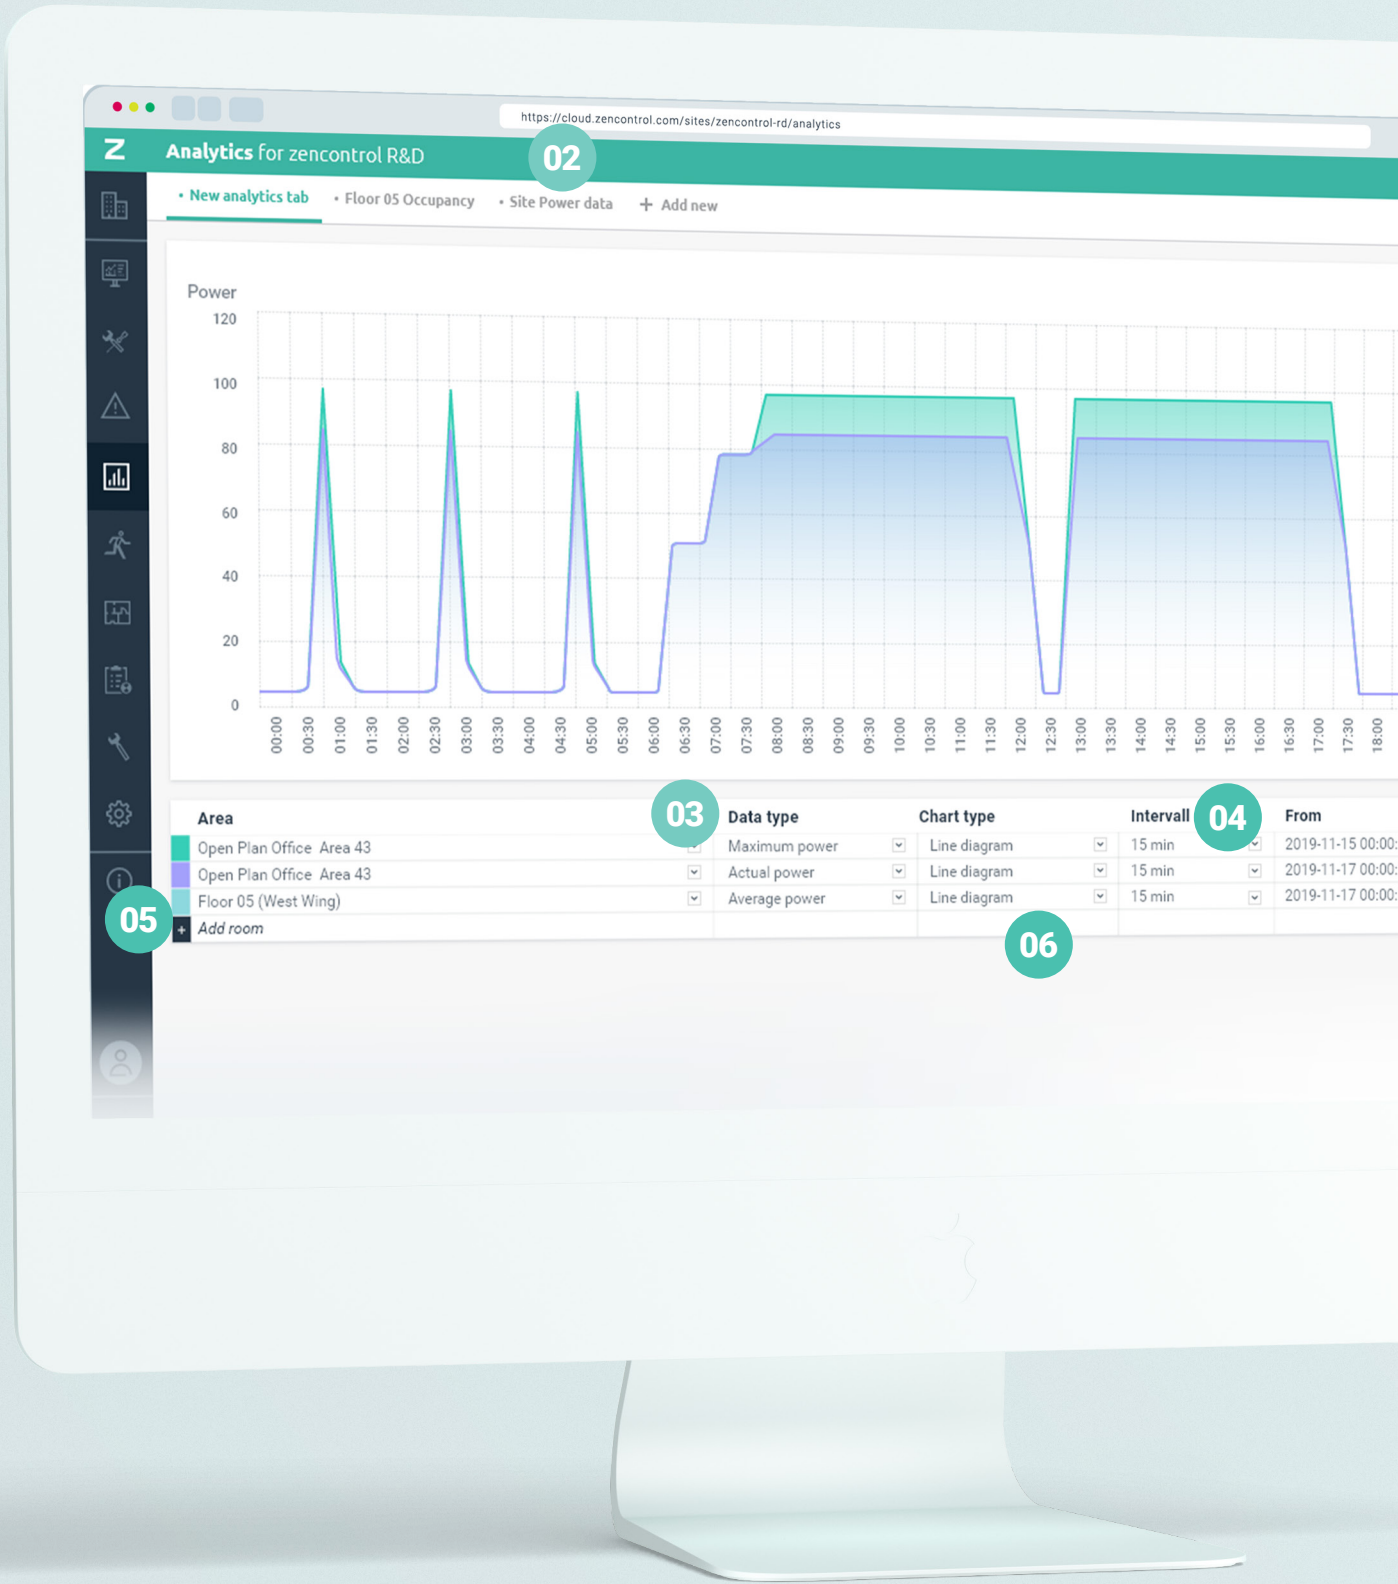 https://cloud.zencontrol.com/sites/zencontrol-rd/analytics
Z Analytics for zencontrol R&D
02
• New analytics tab • Floor 05 Occupancy • Site Power data + Add new
Power
120
100
80
60
40
20
0
00:00 00:30 01:00 01:30 02:00 02:30 03:00 03:30 04:00 04:30 05:00 05:30 06:00 06:30 07:00 07:30 08:00 08:30 09:00 09:30 10:00 10:30 11:00 11:30 12:00 12:30 13:00 13:30 14:00 14:30 15:00 15:30 16:00 16:30 17:00 17:30 18:00
Area 03 Data type Chart type Intervall 04 From
Open Plan Office Area 43 Maximum power Line diagram 15 min 2019-11-15 00:00:
Open Plan Office Area 43 Actual power Line diagram 15 min 2019-11-17 00:00:
Floor 05 (West Wing) Average power Line diagram 15 min 2019-11-17 00:00:
05
+ Add room
06